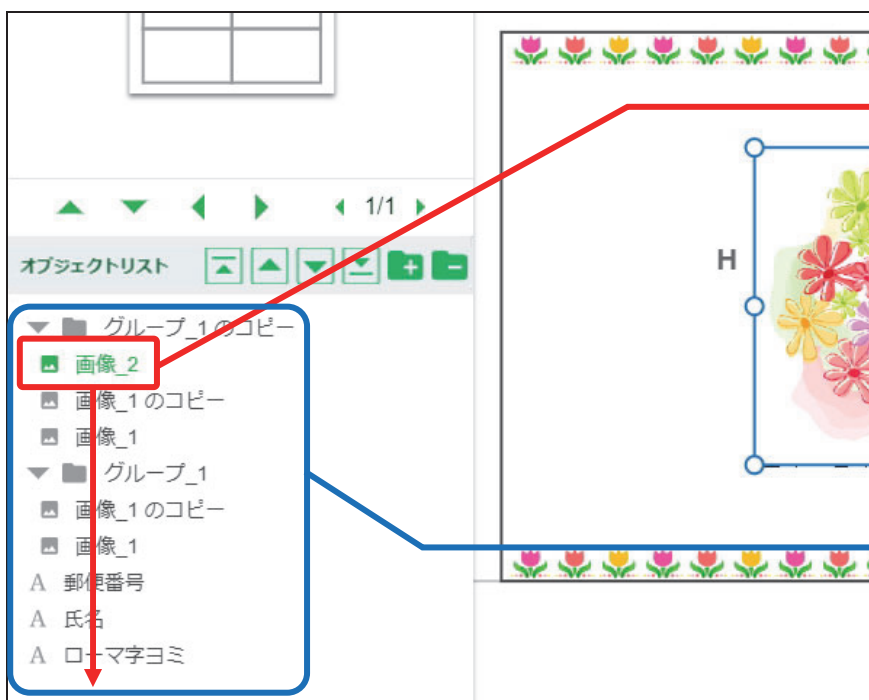 1/1
オブジェクトリスト
グループ_1のコピー
画像_2
画像_1のコピー
画像_1
グループ_1
画像_1のコピー
画像_1
A 郵便番号
A 氏名
A ローマ字ヨミ
H